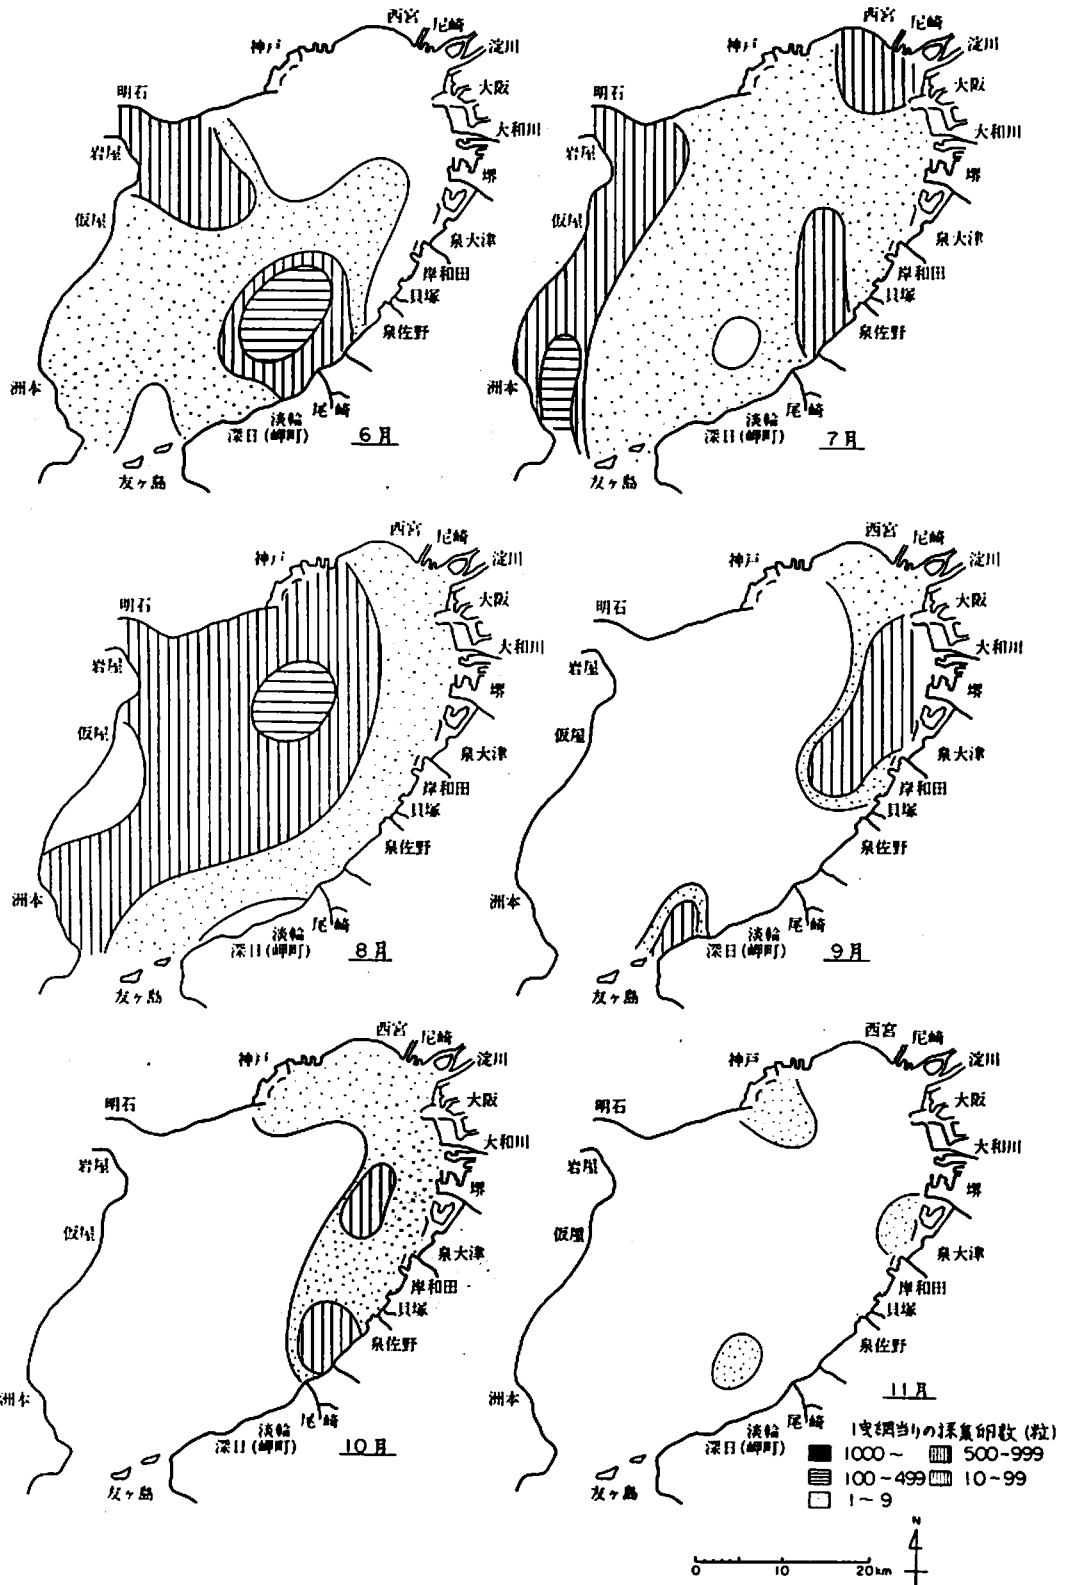 西宮
尼崎
神戸
淀川
大阪
明石
大和川
岩屋
堺
仮屋
泉大津
岸和田
貝塚
泉佐野
洲本
尾崎
淡輪
深日(岬町)
6月
友ヶ島
西宮
尼崎
神戸
淀川
大阪
明石
大和川
岩屋
堺
仮屋
泉大津
岸和田
貝塚
泉佐野
洲本
尾崎
淡輪
深日(岬町)
7月
友ヶ島
西宮
尼崎
神戸
淀川
大阪
明石
大和川
岩屋
堺
仮屋
泉大津
岸和田
貝塚
泉佐野
洲本
尾崎
淡輪
深日(岬町)
8月
友ヶ島
西宮
尼崎
神戸
淀川
大阪
明石
大和川
岩屋
堺
仮屋
泉大津
岸和田
貝塚
泉佐野
洲本
尾崎
淡輪
深日(岬町)
9月
友ヶ島
西宮
尼崎
神戸
淀川
大阪
明石
大和川
岩屋
堺
仮屋
泉大津
岸和田
貝塚
泉佐野
洲本
尾崎
淡輪
深日(岬町)
10月
友ヶ島
西宮
尼崎
神戸
淀川
大阪
明石
大和川
岩屋
堺
仮屋
泉大津
岸和田
貝塚
泉佐野
洲本
11月
尾崎
淡輪
深日(岬町)
友ヶ島
1曳網当りの採集卵数(粒)
1000~ 500~999
100~499 10~99
1~9
N
0 10 20km